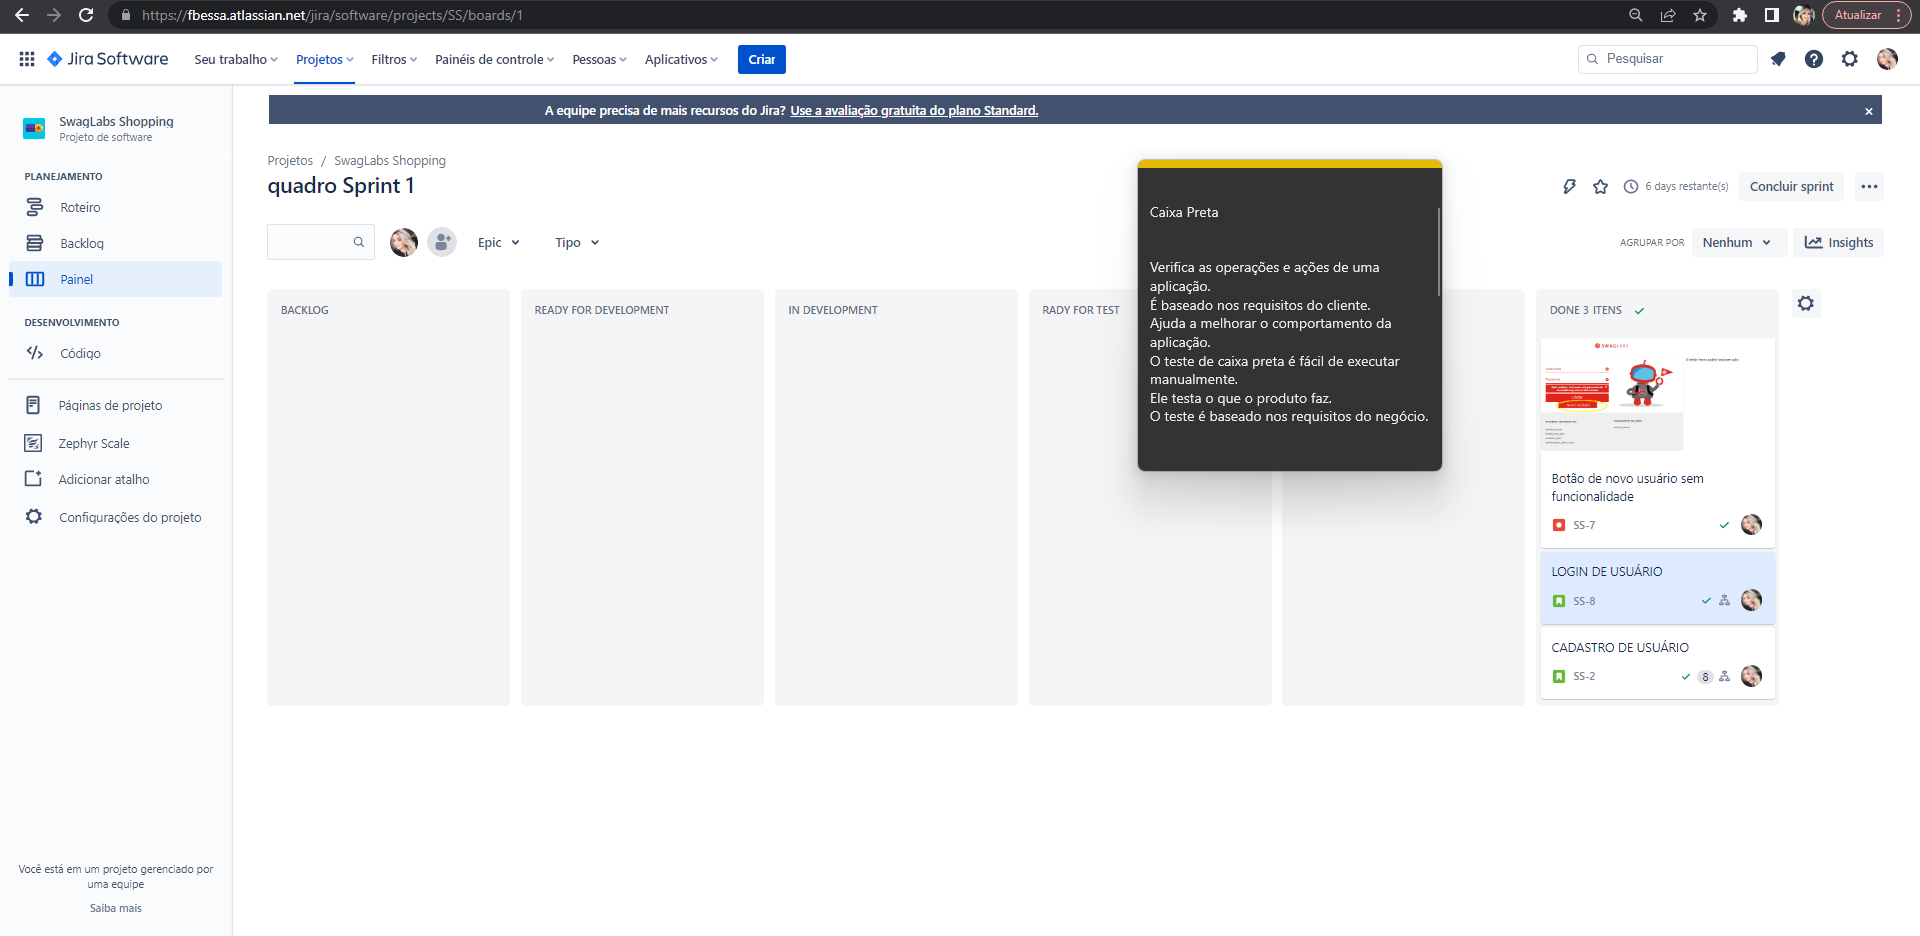 https://fbessa.atlassian.net/jira/software/projects/SS/boards/1
Atualizar
Jira Software
Seu trabalho
Projetos
Filtros
Painéis de controle
Pessoas
Aplicativos
Criar
Pesquisar
SwagLabs Shopping
Projeto de software
PLANEJAMENTO
Roteiro
Backlog
Painel
DESENVOLVIMENTO
Código
Páginas de projeto
Zephyr Scale
Adicionar atalho
Configurações do projeto
Você está em um projeto gerenciado por
uma equipe
Saiba mais
A equipe precisa de mais recursos do Jira? Use a avaliação gratuita do plano Standard.
Projetos / SwagLabs Shopping
quadro Sprint 1
6 days restante(s)
Concluir sprint
Epic
Tipo
AGRUPAR POR
Nenhum
Insights
BACKLOG
READY FOR DEVELOPMENT
IN DEVELOPMENT
RADY FOR TEST
Caixa Preta
Verifica as operações e ações de uma
aplicação.
É baseado nos requisitos do cliente.
Ajuda a melhorar o comportamento da
aplicação.
O teste de caixa preta é fácil de executar
manualmente.
Ele testa o que o produto faz.
O teste é baseado nos requisitos do negócio.
DONE 3 ITENS
SWAGLABS
LOGIN
Botão de novo usuário sem
funcionalidade
SS-7
LOGIN DE USUÁRIO
SS-8
CADASTRO DE USUÁRIO
SS-2
8